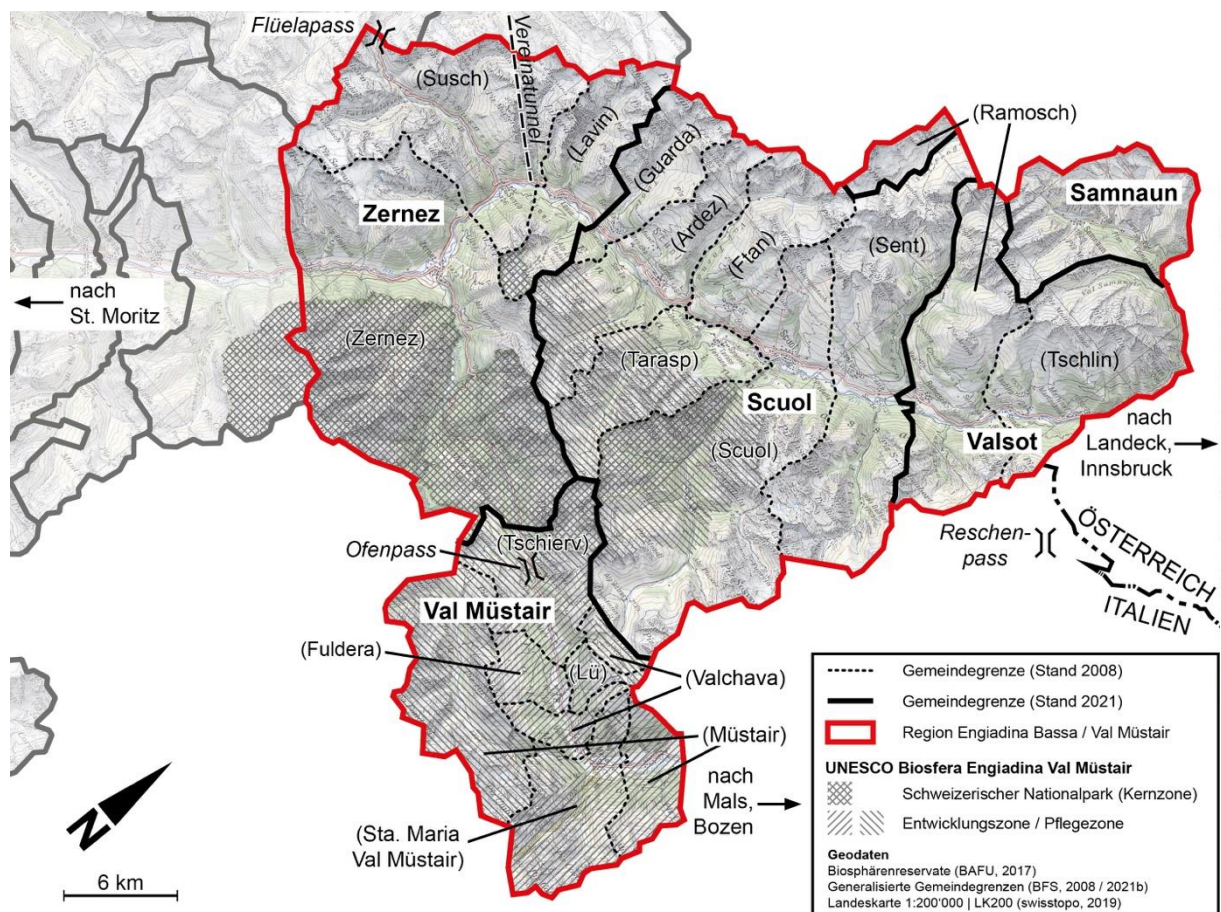 Flüelapass
Vereinatunnel
(Susch)
(Lavin)
(Guarda)
(Ramosch)
Zernez
(Ardez)
(Ftan)
(Sent)
Samnaun
nach
St. Moritz
(Zernez)
(Tarasp)
Scuol
(Scuol)
(Tschlin)
Valsot
nach
Landeck,
Innsbruck
Ofenpass
(Tschierv)
Reschen-
pass
ÖSTERREICH
ITALIEN
Val Müstair
(Fuldera)
(Lü)
(Valchava)
(Müstair)
nach
Mals,
Bozen
(Sta. Maria
Val Müstair)
N
6 km
Gemeindegrenze (Stand 2008)
Gemeindegrenze (Stand 2021)
Region Engiadina Bassa / Val Müstair
UNESCO Biosfera Engiadina Val Müstair
Schweizerischer Nationalpark (Kernzone)
Entwicklungszone / Pflegezone
Geodaten
Biosphärenreservate (BAFU, 2017)
Generalisierte Gemeindegrenzen (BFS, 2008 / 2021b)
Landeskarte 1:200'000 | LK200 (swisstopo, 2019)